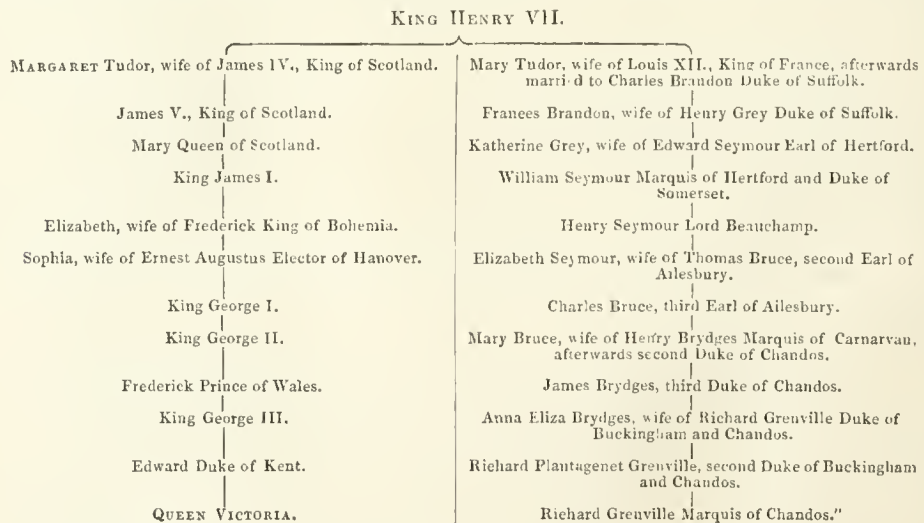 KING HENRY VII.
MARGARET Tudor, wife of James IV., King of Scotland.
James V., King of Scotland.
Mary Queen of Scotland.
King James I.
Elizabeth, wife of Frederick King of Bohemia.
Sophia, wife of Ernest Augustus Elector of Hanover.
King George I.
King George II.
Frederick Prince of Wales.
King George III.
Edward Duke of Kent.
QUEEN VICTORIA.
Mary Tudor, wife of Louis XII., King of France, afterwards
married to Charles Brandon Duke of Suffolk.
Frances Brandon, wife of Henry Grey Duke of Suffolk.
Katherine Grey, wife of Edward Seymour Earl of Hertford.
William Seymour Marquis of Hertford and Duke of
Somerset.
Henry Seymour Lord Beauchamp.
Elizabeth Seymour, wife of Thomas Bruce, second Earl of
Ailesbury.
Charles Bruce, third Earl of Ailesbury.
Mary Bruce, wife of Henry Brydges Marquis of Carnarvan,
afterwards second Duke of Chandos.
James Brydges, third Duke of Chandos.
Anna Eliza Brydges, wife of Richard Grenville Duke of
Buckingham and Chandos.
Richard Plantagenet Grenville, second Duke of Buckingham
and Chandos.
Richard Grenville Marquis of Chandos."